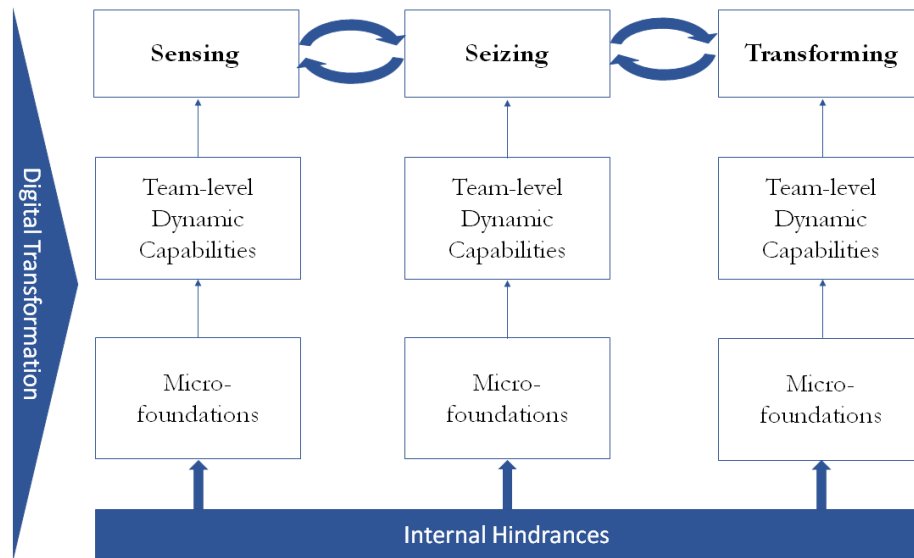 Sensing
Seizing
Transforming
Digital Transformation
Team-level
Dynamic
Capabilities
Team-level
Dynamic
Capabilities
Team-level
Dynamic
Capabilities
Micro-
foundations
Micro-
foundations
Micro-
foundations
Internal Hindrances